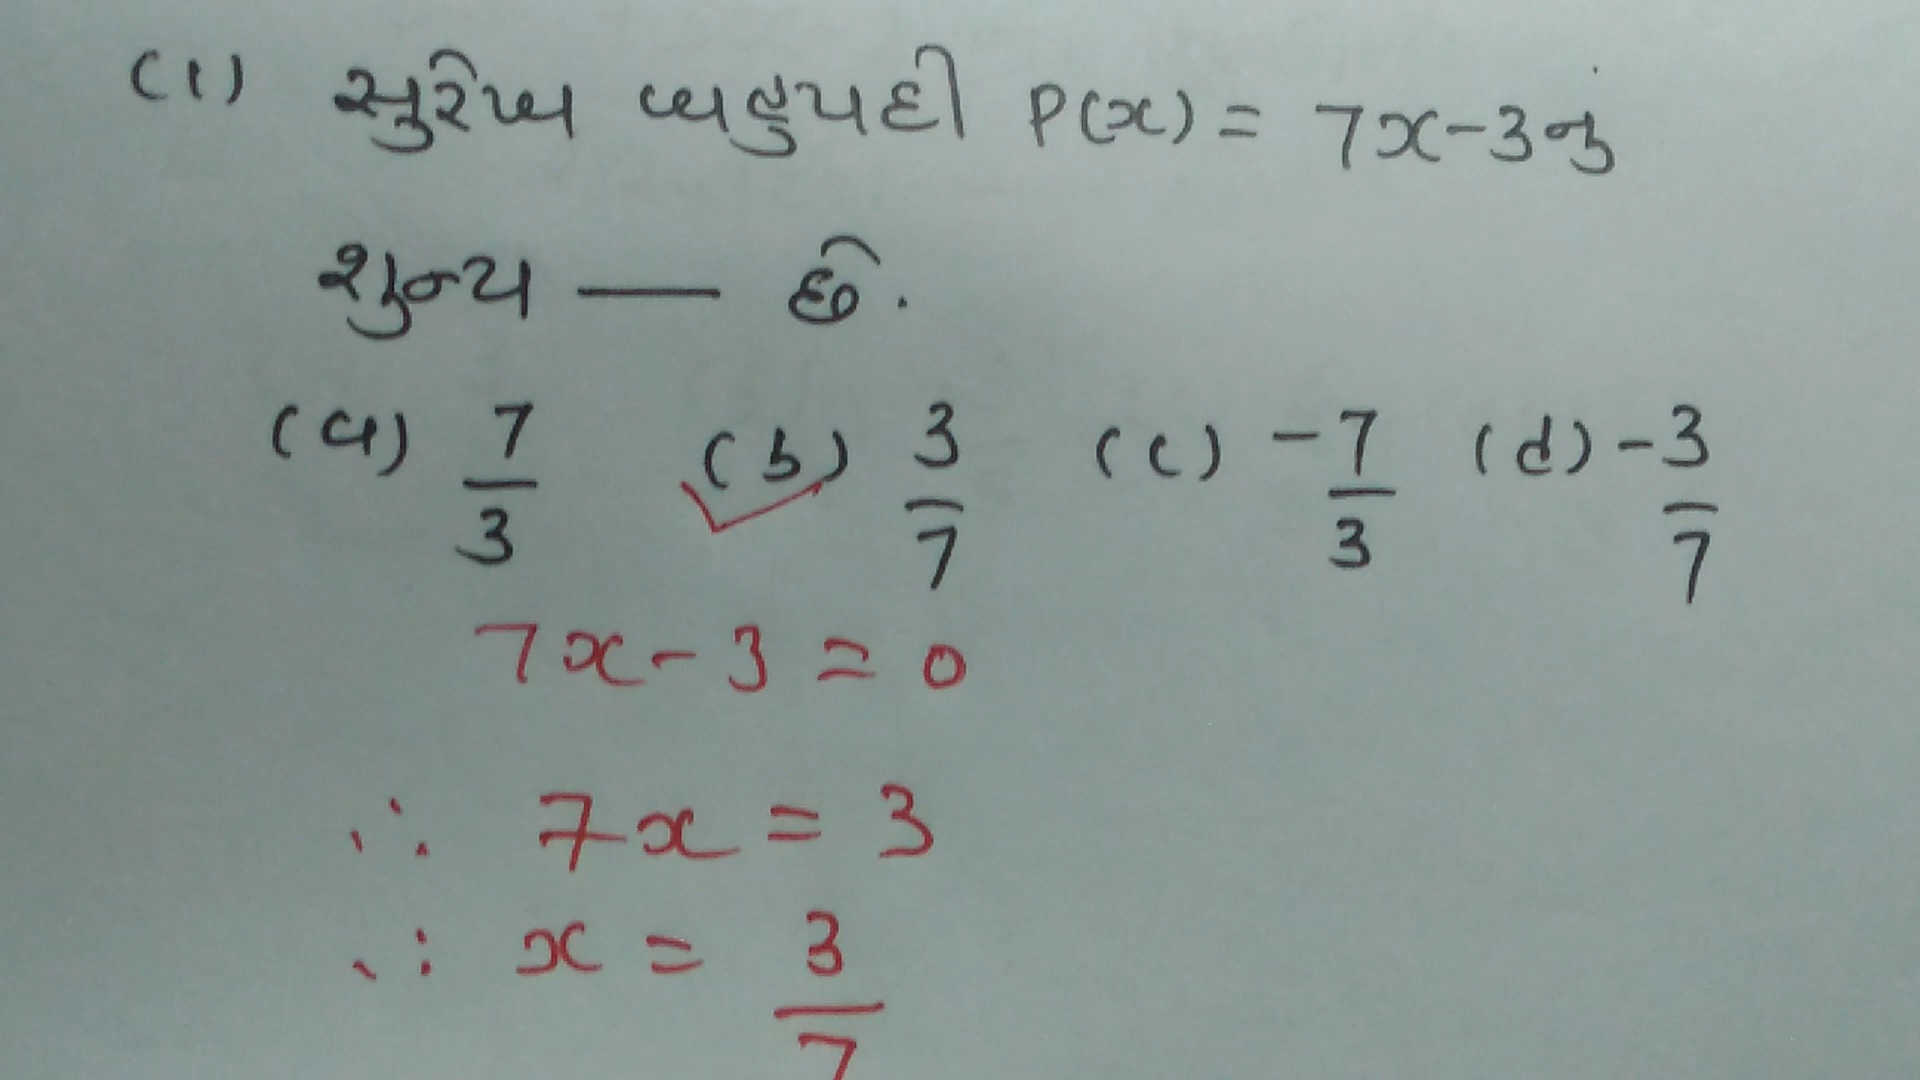 (1) સુરેખ બહુપદી P(x) = 7x-3નું
શુન્ય — છે.
(a) 7/3 (b) 3/7 (c) -7/3 (d) -3/7
7x - 3 = 0
∴ 7x = 3
∴ x = 3/7